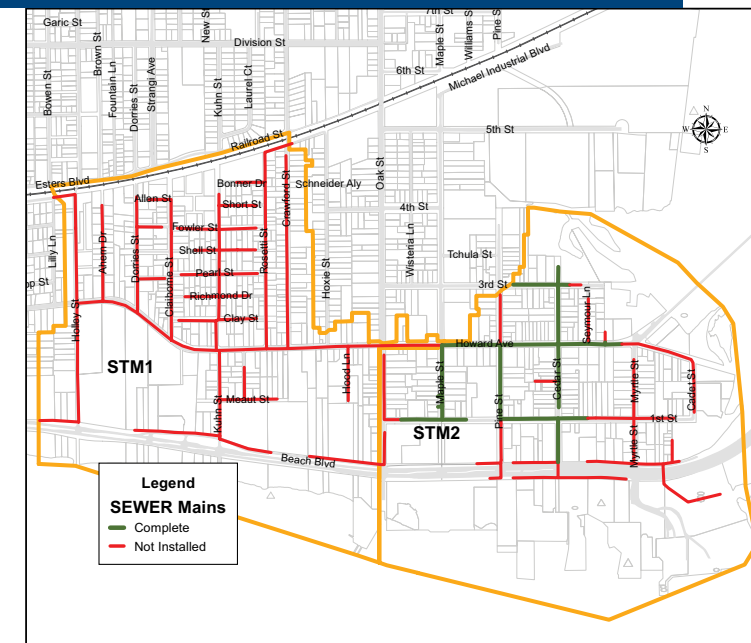 Garic St
New St
7th St
Maple St
Williams St
Pine St
Division St
Michael Industrial Blvd
6th St
Bowen St
Brown St
Fountain Ln
Dorries St
Strangi Ave
Kuhn St
Laurel Ct
5th St
N
W
E
S
Railroad St
Oak St
Esters Blvd
Bonner Dr
Schneider Aly
Crawford St
Allen St
Short St
4th St
Lilly Ln
Ahern Dr
Fowler St
Rosetti St
Wisteria Ln
Dorries St
Shell St
Tchula St
Claiborne St
Pear St
Hoxie St
3rd St
op St
Richmond Dr
Seymour Ln
Holley St
Clay St
Howard Ave
STM1
Hood Ln
Maple St
Cedar St
Myrtle St
Cadet St
Kuhn St
Meaut St
Pine St
1st St
STM2
Myrtle St
Beach Blvd
Legend
SEWER Mains
Complete
Not Installed